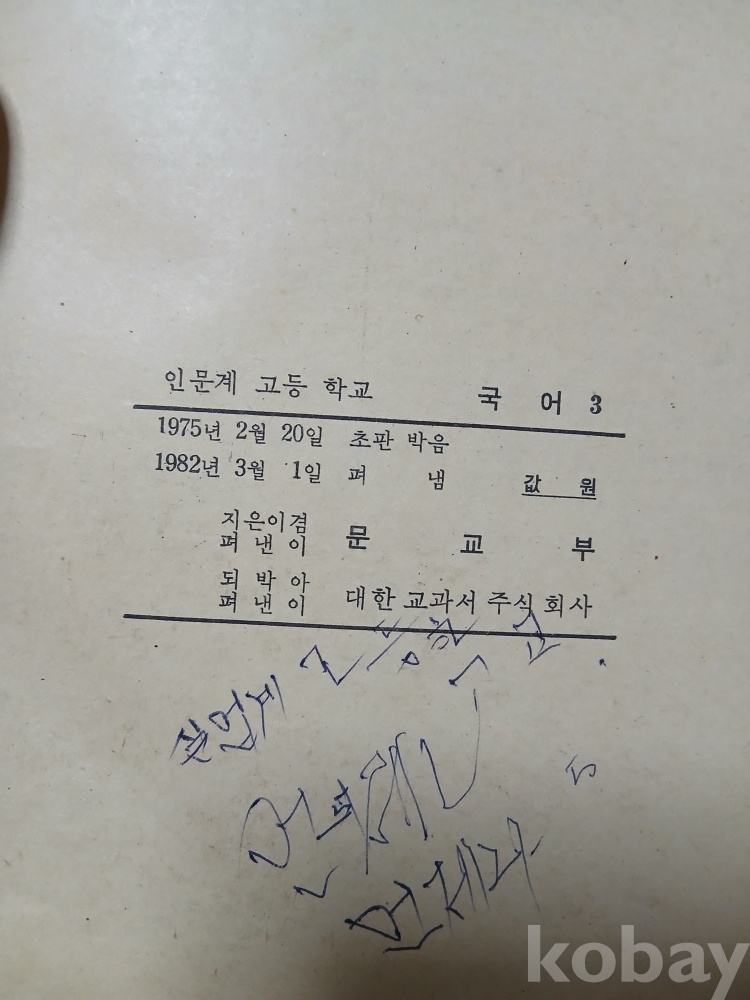 인문계 고등 학교 국 어 3
1975년 2월 20일 초판 박음
1982년 3월 1일 펴 냄 값 원
지은이겸
펴 낸 이 문 교 부
되 박 아
펴 낸 이 대한 교과서 주식 회사
언제나
kobay